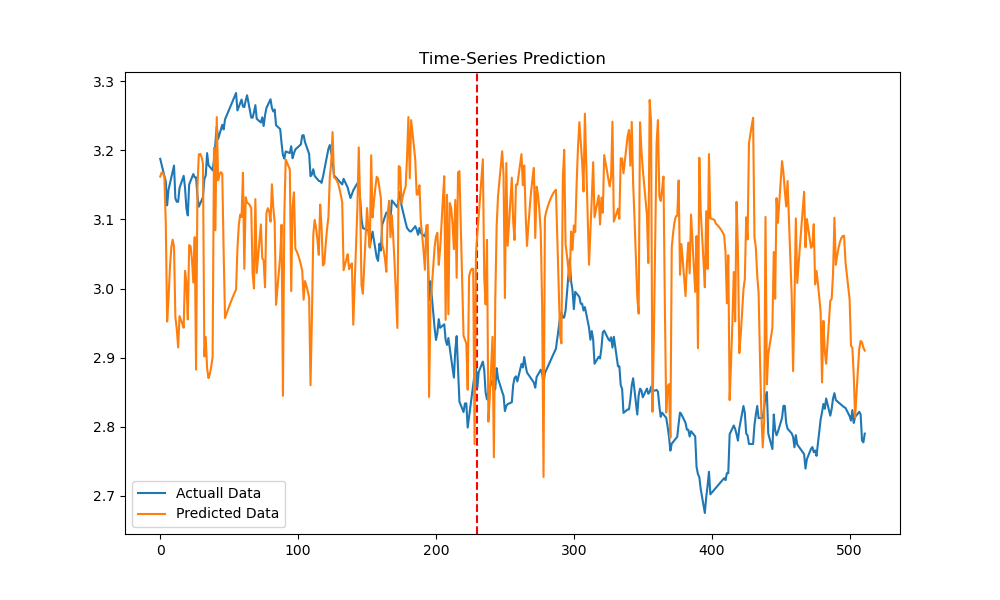 Time-Series Prediction
3.3
3.2
3.1
3.0
2.9
2.8
2.7
Actuall Data
Predicted Data
0 100 200 300 400 500